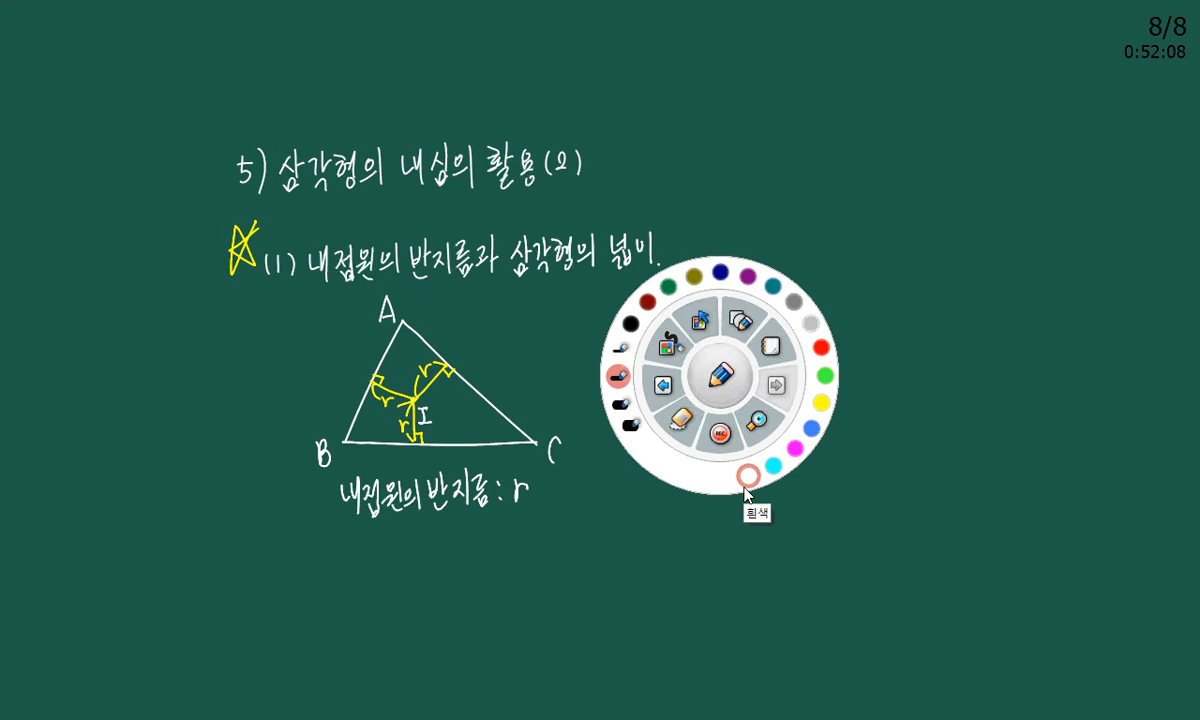 8/8
0:52:08
5) 삼각형의 내심의 활용(2)
(1) 내접원의 반지름과 삼각형의 넓이.
A
r
r
I
r
B
C
내접원의 반지름 : r
REC
흰색